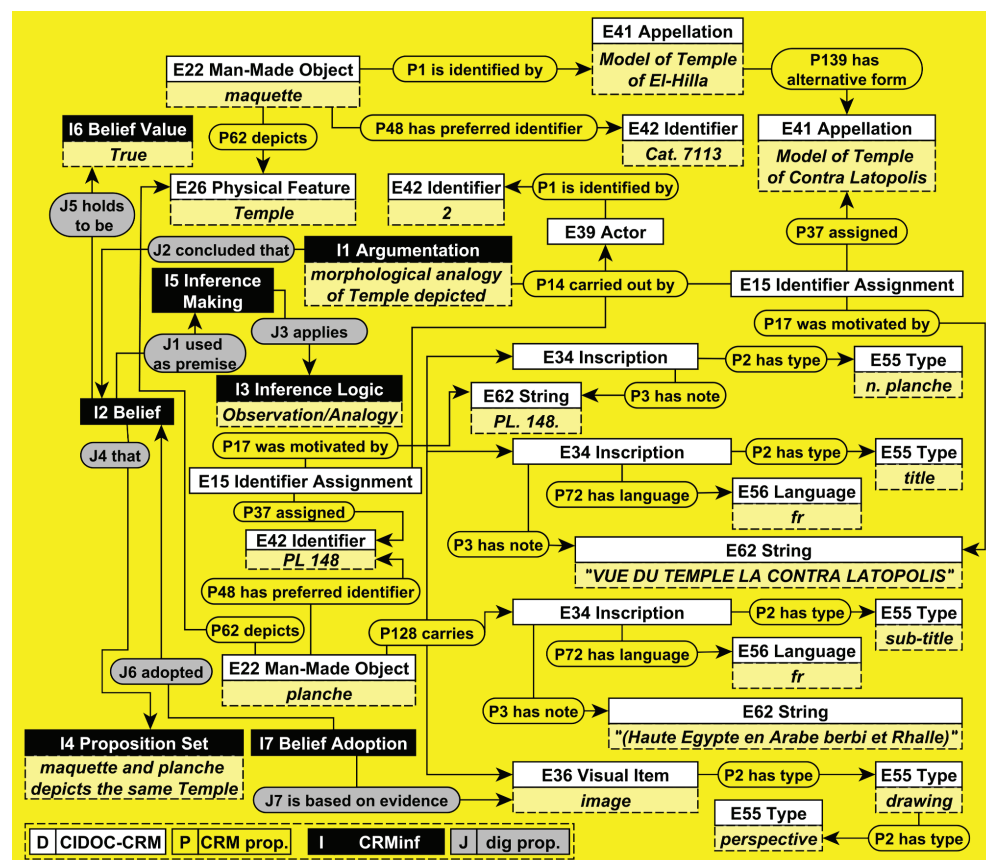 E41 Appellation
Model of Temple
of El-Hilla
E22 Man-Made Object
maquette
P1 is identified by
P139 has
alternative form
I6 Belief Value
True
P62 depicts
P48 has preferred identifier
E42 Identifier
Cat. 7113
E41 Appellation
Model of Temple
of Contra Latopolis
E26 Physical Feature
Temple
E42 Identifier
2
P1 is identified by
J5 holds
to be
E39 Actor
P37 assigned
J2 concluded that
I1 Argumentation
morphological analogy
of Temple depicted
P14 carried out by
E15 Identifier Assignment
I5 Inference
Making
J3 applies
P17 was motivated by
J1 used
as premise
E34 Inscription
P2 has type
E55 Type
n. planche
I3 Inference Logic
Observation/Analogy
E62 String
PL. 148.
P3 has note
I2 Belief
P17 was motivated by
J4 that
E34 Inscription
P2 has type
E55 Type
title
E15 Identifier Assignment
P72 has language
E56 Language
fr
P37 assigned
E42 Identifier
PL 148
P3 has note
E62 String
"VUE DU TEMPLE LA CONTRA LATOPOLIS"
P48 has preferred identifier
E34 Inscription
P2 has type
E55 Type
sub-title
P62 depicts
P128 carries
P72 has language
E56 Language
fr
J6 adopted
E22 Man-Made Object
planche
P3 has note
E62 String
"(Haute Egypte en Arabe berbi et Rhalle)"
I4 Proposition Set
maquette and planche
depicts the same Temple
I7 Belief Adoption
E36 Visual Item
image
P2 has type
E55 Type
drawing
J7 is based on evidence
E55 Type
perspective
P2 has type
D CIDOC-CRM P CRM prop. I CRMinf J dig prop.